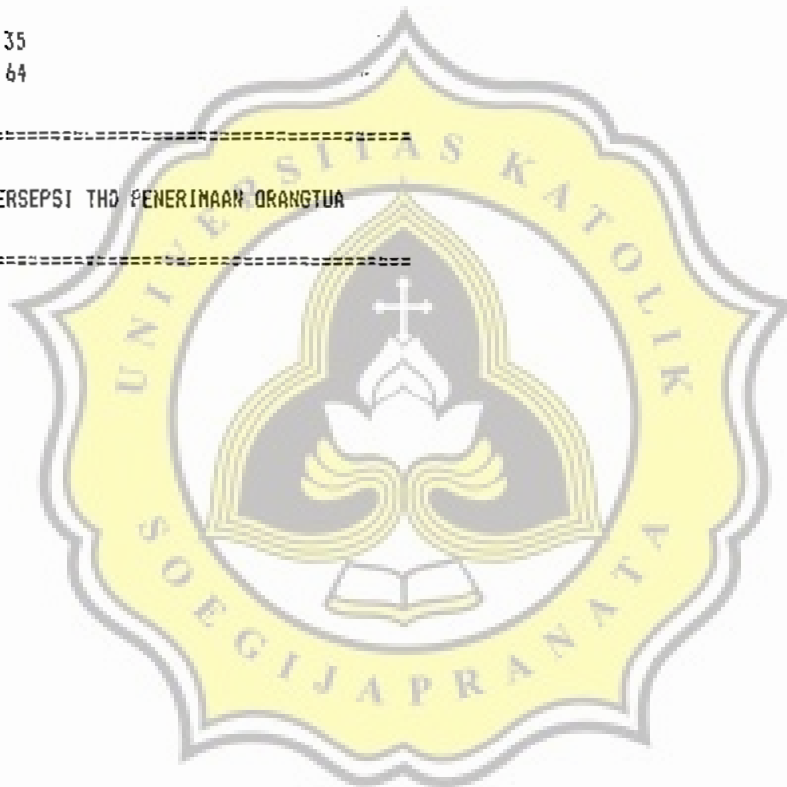 35
64
==========================================
ERSEPSI THD PENERIMAAN ORANGTUA
==========================================
UNIVERSITAS KATOLIK
SOEGIJAPRANATA